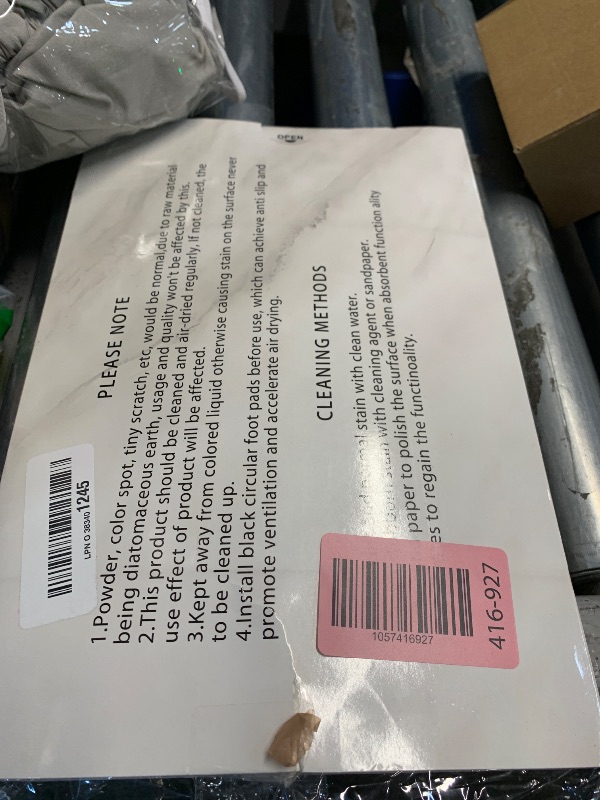 OPEN
PLEASE NOTE
1.Powder, color spot, tiny scratch, etc, would be normal,due to raw material
being diatomaceous earth, usage and quality won't be affected by this.
2.This product should be cleaned and air-dried regularly, if not cleaned, the
use effect of product will be affected.
3.Kept away from colored liquid otherwise causing stain on the surface never
to be cleaned up.
4.Install black circular foot pads before use, which can achieve anti slip and
promote ventilation and accelerate air drying.
CLEANING METHODS
stain with clean water.
stain with cleaning agent or sandpaper.
paper to polish the surface when absorbent function ality
es to regain the functinoality.
LPN O 38340 1245
1057416927
416-927